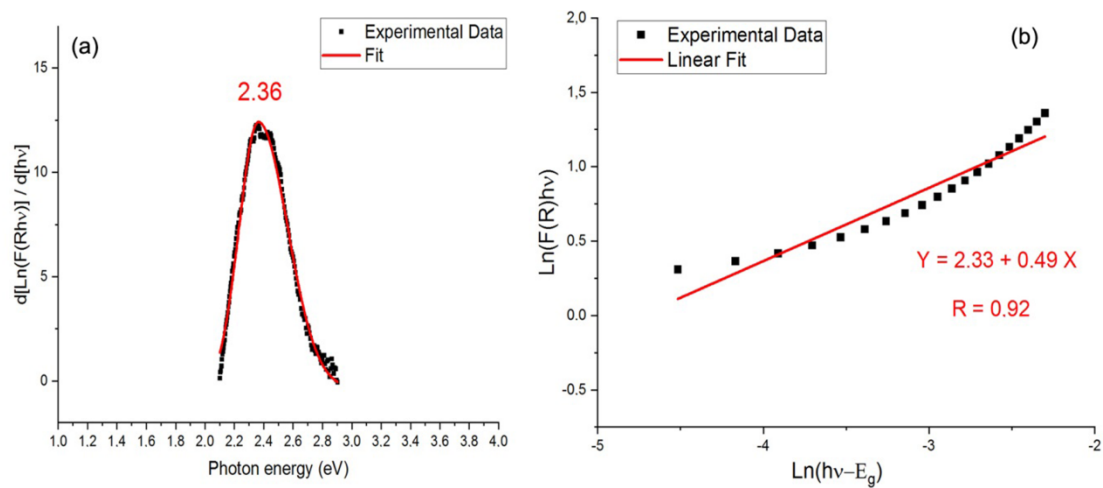 (a)
Experimental Data
Fit
2.36
15
10
5
0
d[Ln(F(Rhν)] / d[hν]
1.0 1.2 1.4 1.6 1.8 2.0 2.2 2.4 2.6 2.8 3.0 3.2 3.4 3.6 3.8 4.0
Photon energy (eV)
(b)
Experimental Data
Linear Fit
2,0
1,5
1,0
0.5
0.0
-0.5
Ln(F(R)hν)
Y = 2.33 + 0.49 X
R = 0.92
-5 -4 -3 -2
Ln(hν–Eg)